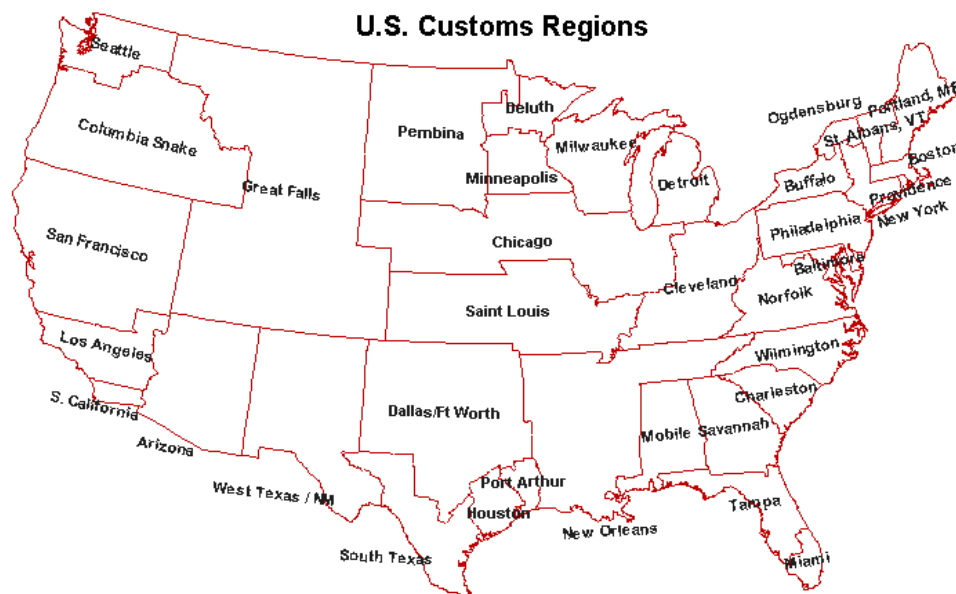 U.S. Customs Regions
Seattle
Columbia Snake
Great Falls
Pembina
Deluth
Minneapolis
Milwaukee
Detroit
Ogdensburg
Portland, ME
St. Albans, VT
Boston
Buffalo
Providence
New York
Philadelphia
San Francisco
Chicago
Cleveland
Baltimore
Norfolk
Saint Louis
Los Angeles
Wilmington
S. California
Dallas/Ft Worth
Charleston
Mobile
Savannah
Arizona
West Texas / NM
Port Arthur
Houston
New Orleans
Tampa
South Texas
Miami